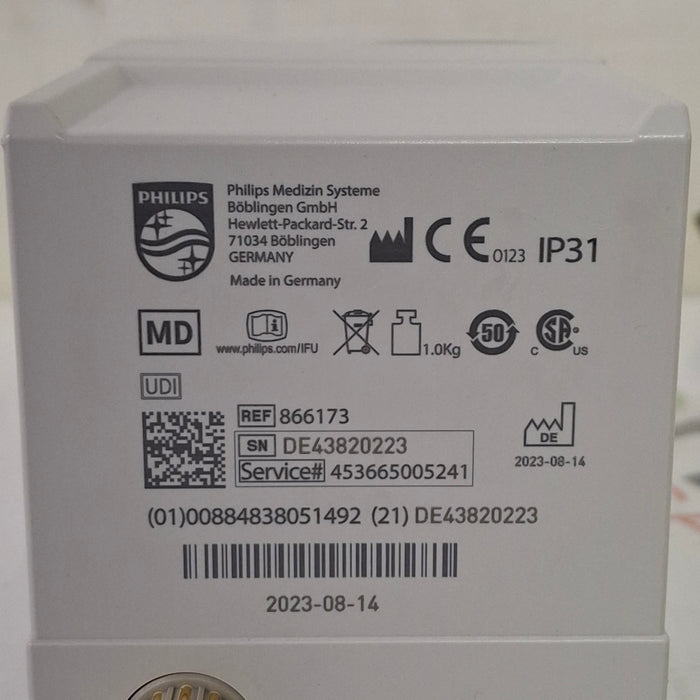 PHILIPS
Philips Medizin Systeme
Böblingen GmbH
Hewlett-Packard-Str. 2
71034 Böblingen
GERMANY
Made in Germany
CE 0123 IP31
MD
www.philips.com/IFU
1.0Kg
50
C SA US
UDI
REF 866173
SN DE43820223
Service# 453665005241
DE
2023-08-14
(01)00884838051492 (21) DE43820223
2023-08-14